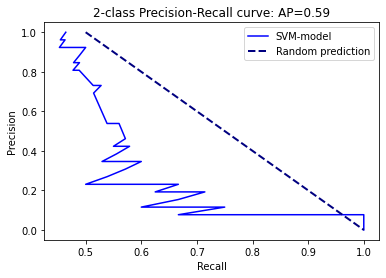 2-class Precision-Recall curve: AP=0.59
SVM-model
Random prediction
Precision
1.0
0.8
0.6
0.4
0.2
0.0
0.5 0.6 0.7 0.8 0.9 1.0
Recall